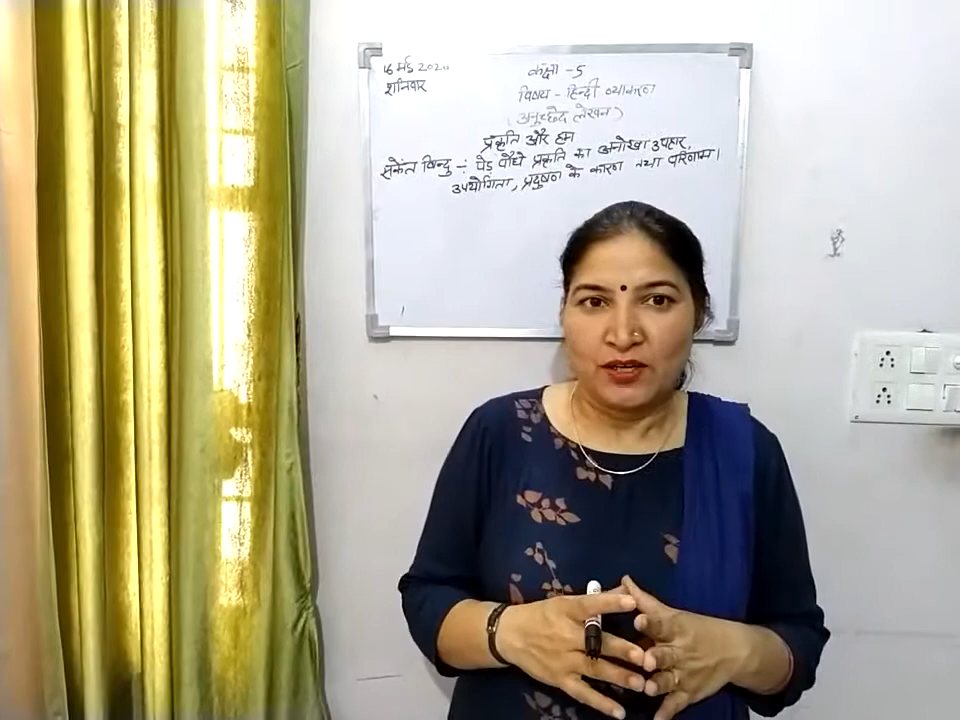 16 मई 2020
शनिवार
कक्षा - 5
विषय - हिन्दी व्याकरण
(अनुच्छेद लेखन)
प्रकृति और हम
संकेत बिन्दु :- पेड़ पौधे प्रकृति का अनोखा उपहार,
उपयोगिता, प्रदुषण के कारण तथा परिणाम।